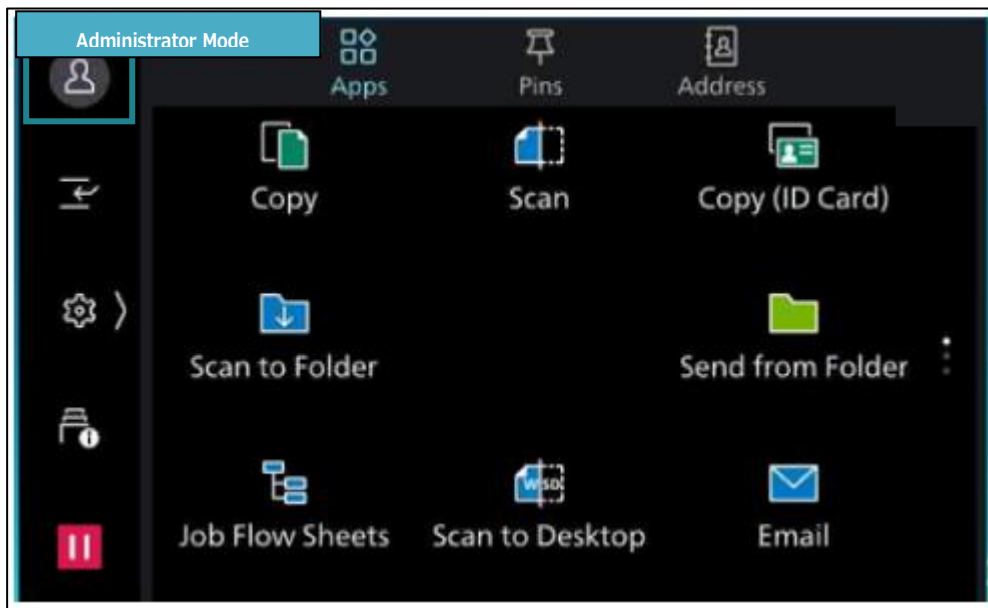 Administrator Mode
Apps
Pins
Address
Copy
Scan
Copy (ID Card)
Scan to Folder
Send from Folder
WSD
Job Flow Sheets
Scan to Desktop
Email